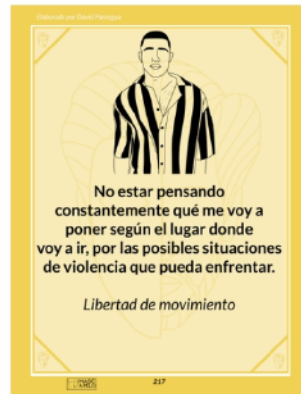 No estar pensando
constantemente qué me voy a
poner según el lugar donde
voy a ir, por las posibles situaciones
de violencia que pueda enfrentar.
Libertad de movimiento
217